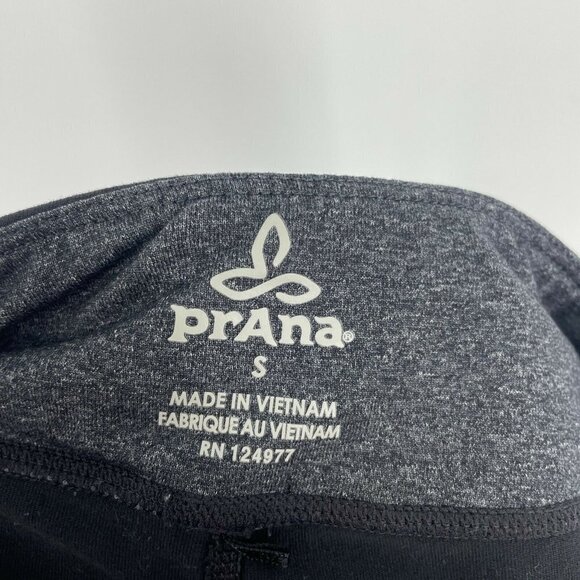 prAna®
S
MADE IN VIETNAM
FABRIQUE AU VIETNAM
RN 124977